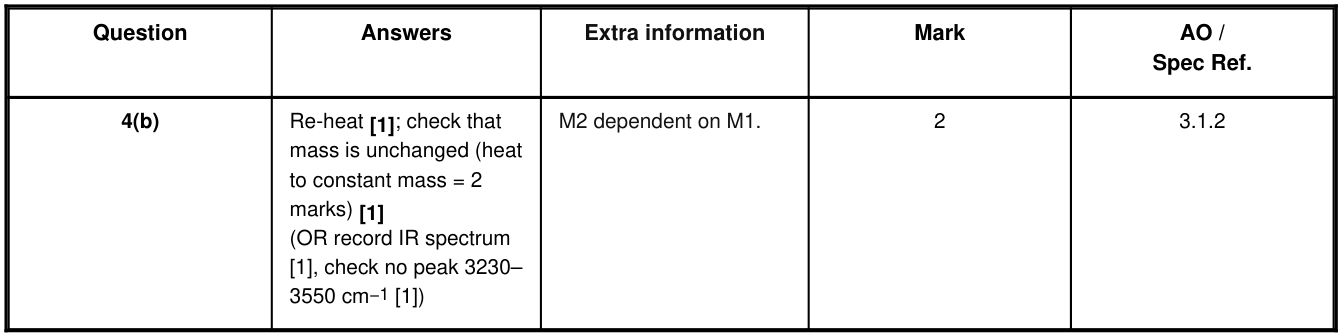 Question Answers Extra information Mark AO /
Spec Ref.
4(b) Re-heat [1]; check that M2 dependent on M1. 2 3.1.2
mass is unchanged (heat
to constant mass = 2
marks) [1]
(OR record IR spectrum
[1], check no peak 3230–
3550 cm–1 [1])